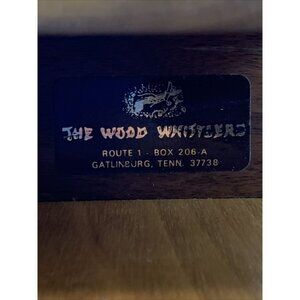 THE WOOD WHITTLERS
ROUTE 1 - BOX 206-A
GATLINBURG, TENN. 37738